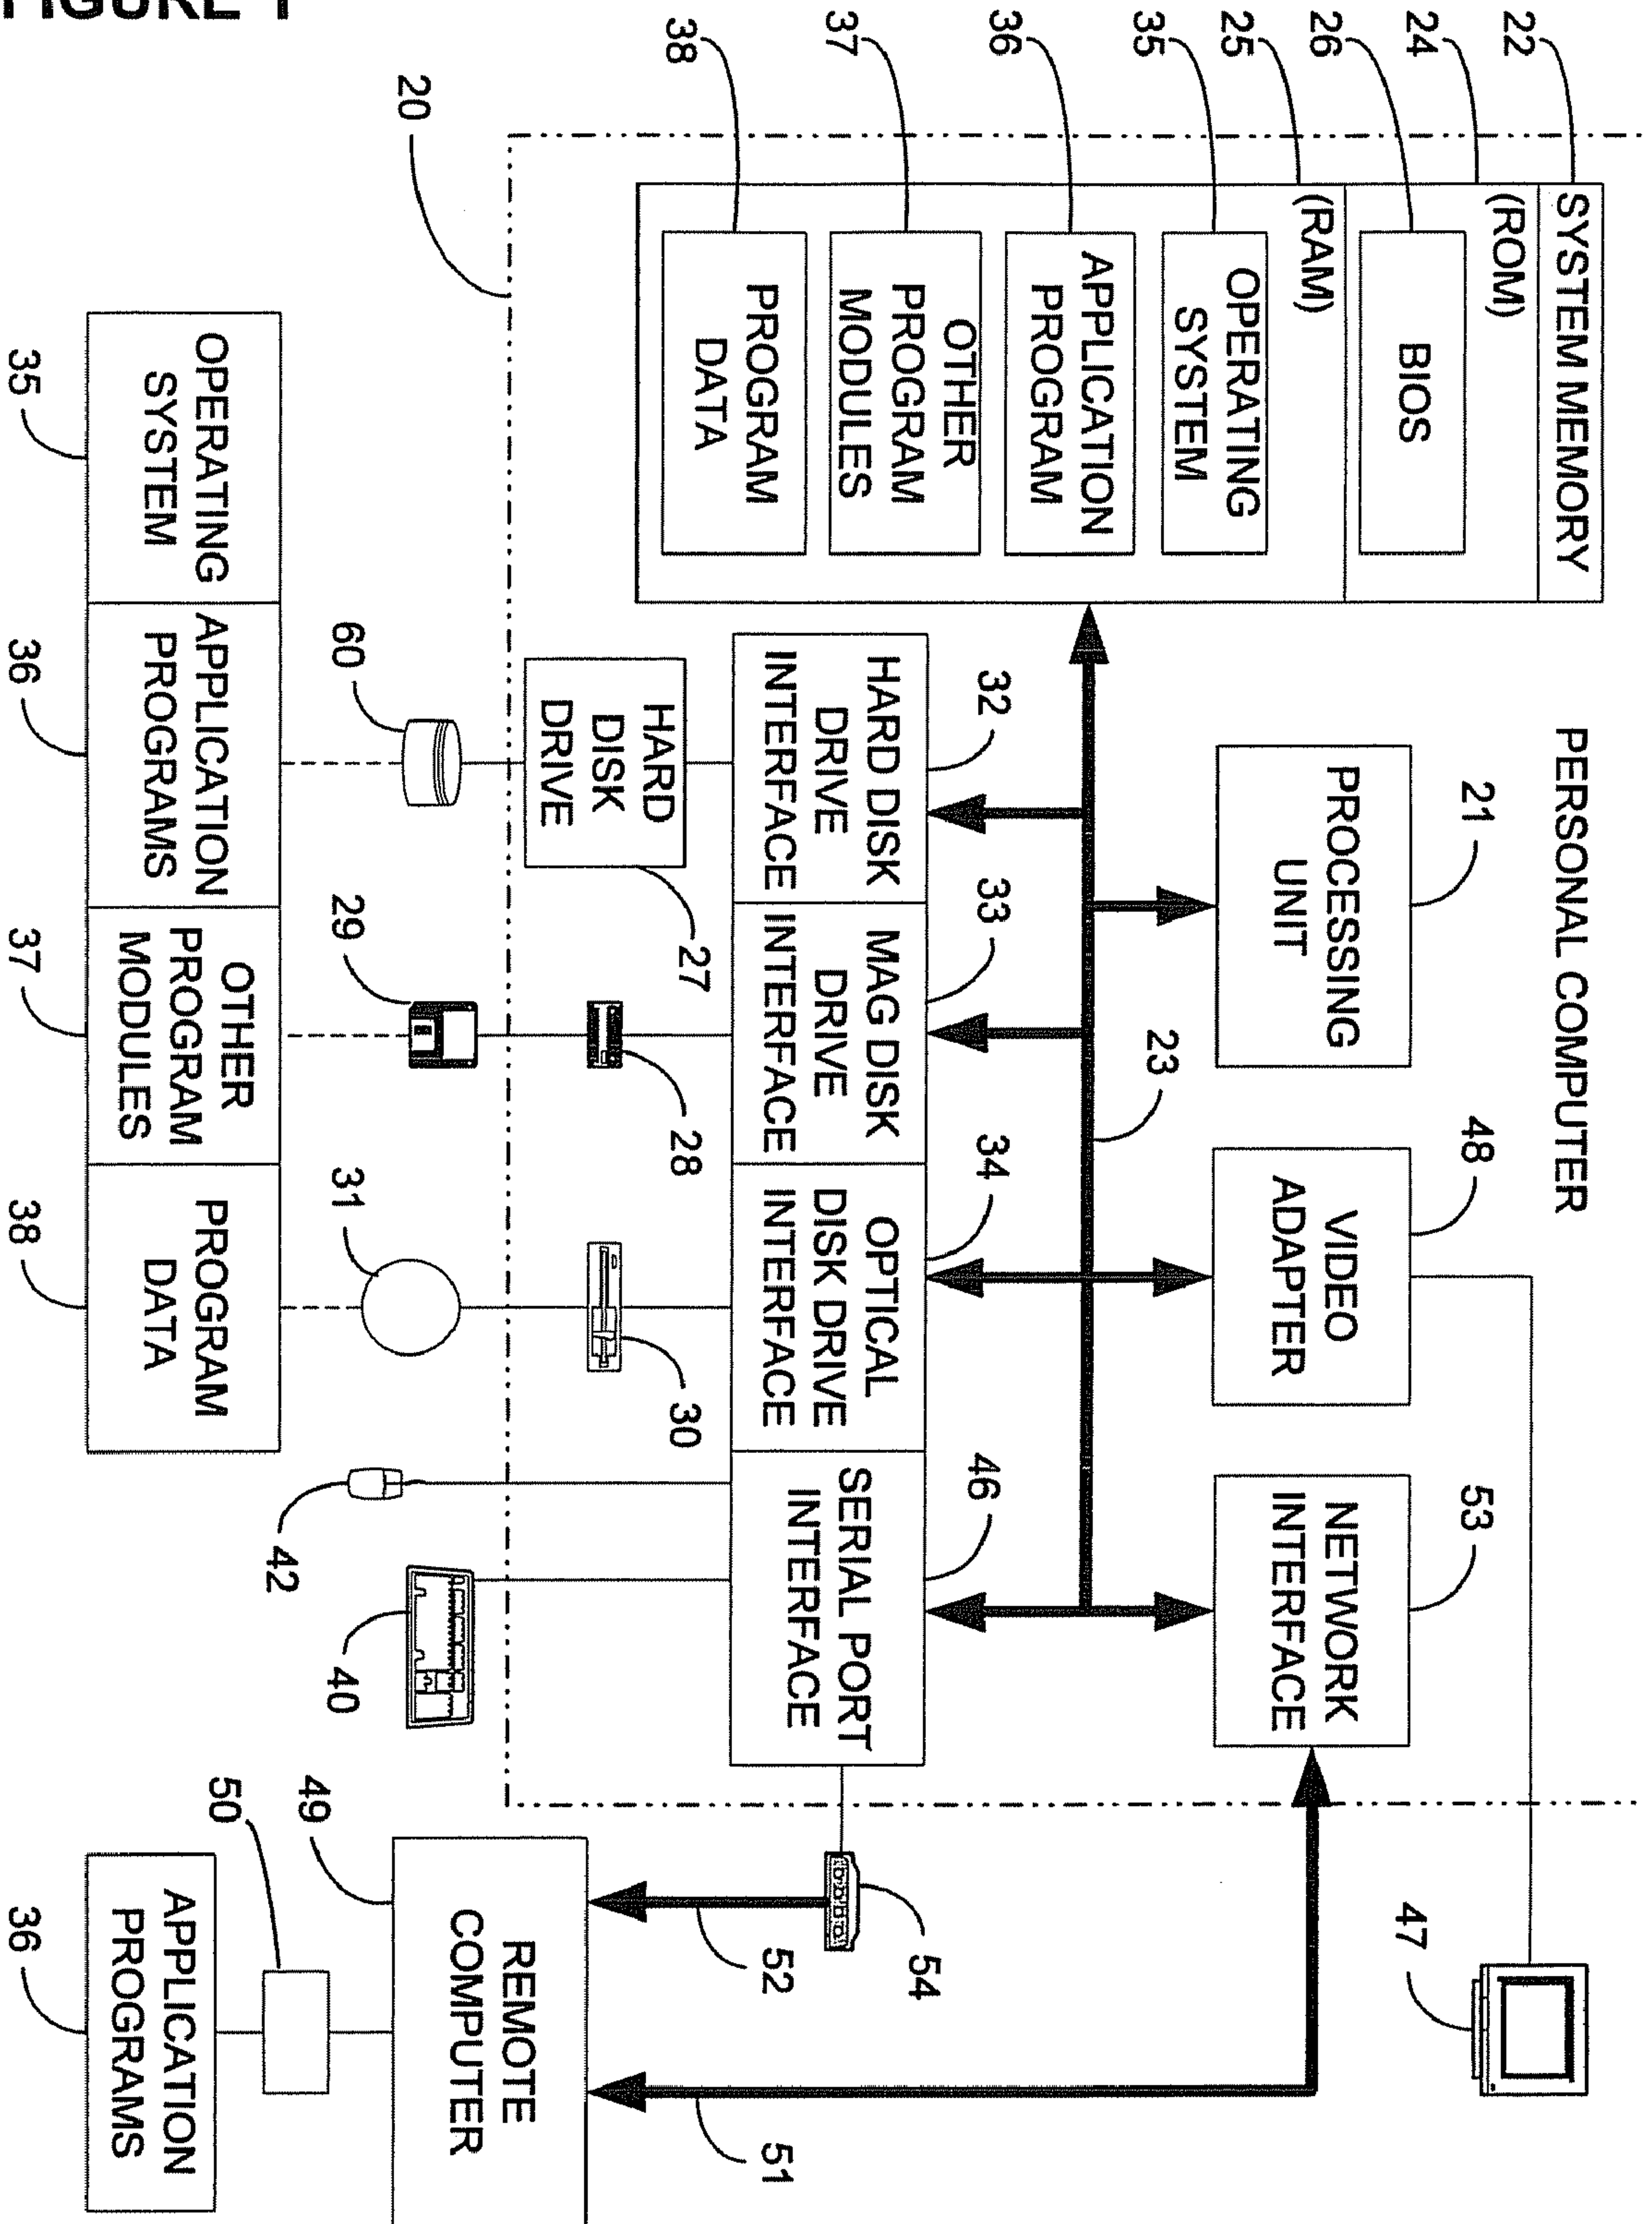 FIGURE 1
PERSONAL COMPUTER
22
24
26
25
35
36
37
38
20
SYSTEM MEMORY
(ROM)
BIOS
(RAM)
OPERATING
SYSTEM
APPLICATION
PROGRAM
OTHER
PROGRAM
MODULES
PROGRAM
DATA
21
PROCESSING
UNIT
48
VIDEO
ADAPTER
53
NETWORK
INTERFACE
47
23
32
33
34
46
HARD DISK
DRIVE
INTERFACE
MAG DISK
DRIVE
INTERFACE
OPTICAL
DISK DRIVE
INTERFACE
SERIAL PORT
INTERFACE
54
52
51
HARD
DISK
DRIVE
27
28
30
60
29
31
42
40
49
REMOTE
COMPUTER
50
OPERATING
SYSTEM
APPLICATION
PROGRAMS
OTHER
PROGRAM
MODULES
PROGRAM
DATA
APPLICATION
PROGRAMS
35
36
37
38
36